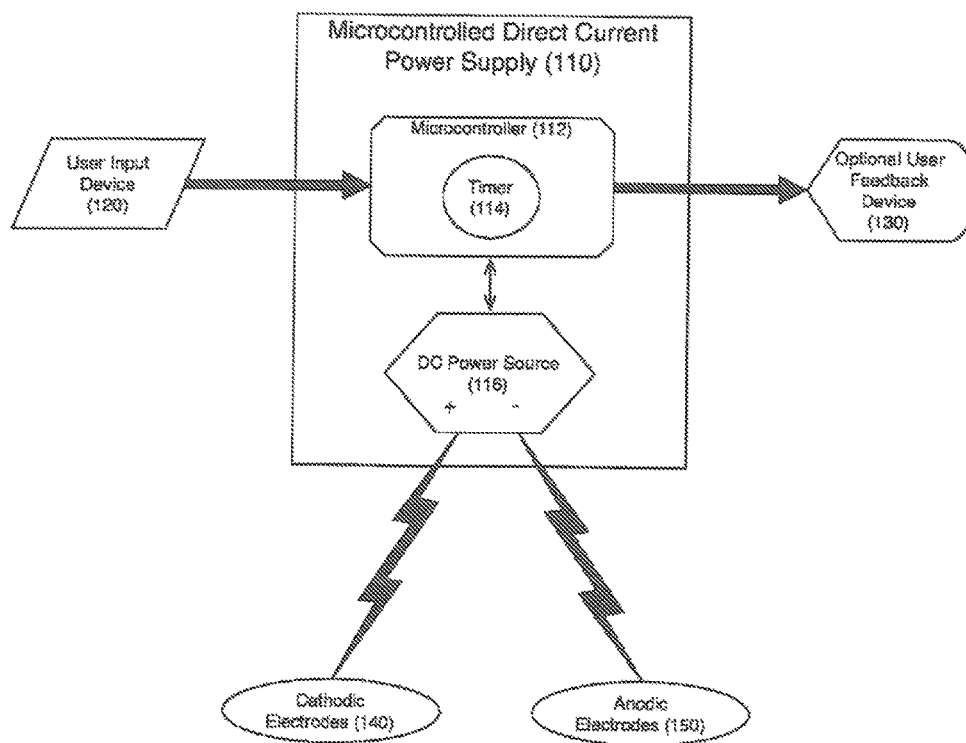 Microcontrolled Direct Current
Power Supply (110)
Microcontroller (112)
User Input
Device
(120)
Timer
(114)
Optional User
Feedback
Device
(130)
DC Power Source
(116)
+ -
Cathodic
Electrodes (140)
Anodic
Electrodes (150)